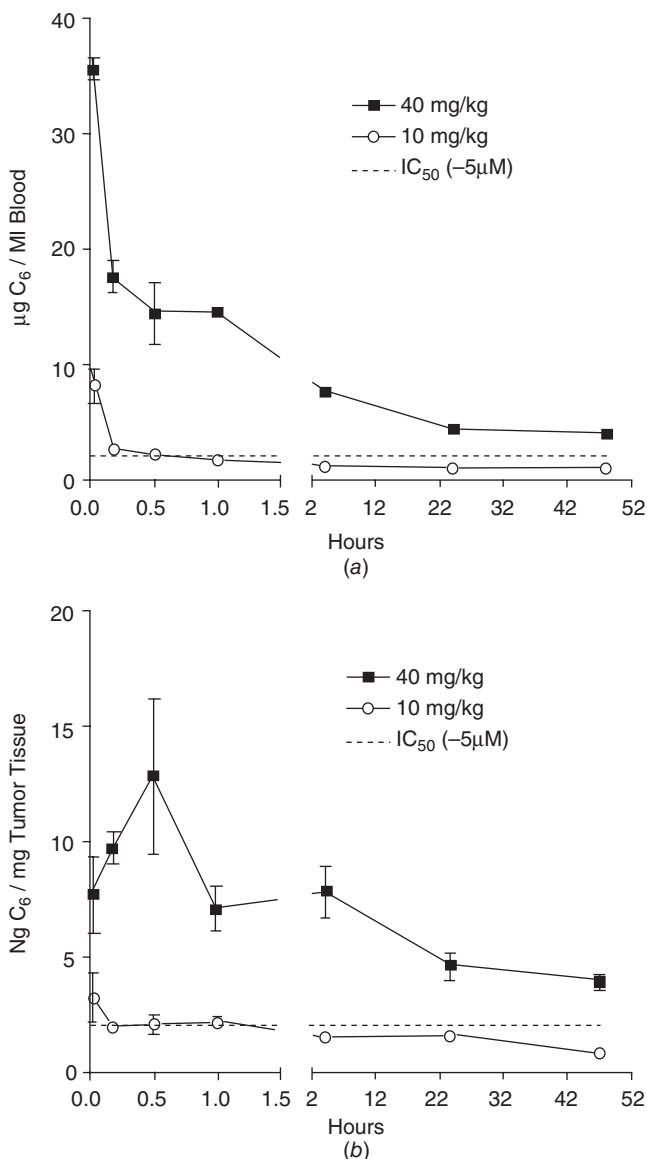 40
30
20
10
0
µg C6 / Ml Blood
40 mg/kg
10 mg/kg
IC50 (–5µM)
0.0 0.5 1.0 1.5 2 12 22 32 42 52
Hours
(a)
20
15
10
5
0
Ng C6 / mg Tumor Tissue
40 mg/kg
10 mg/kg
IC50 (–5µM)
0.0 0.5 1.0 1.5 2 12 22 32 42 52
Hours
(b)